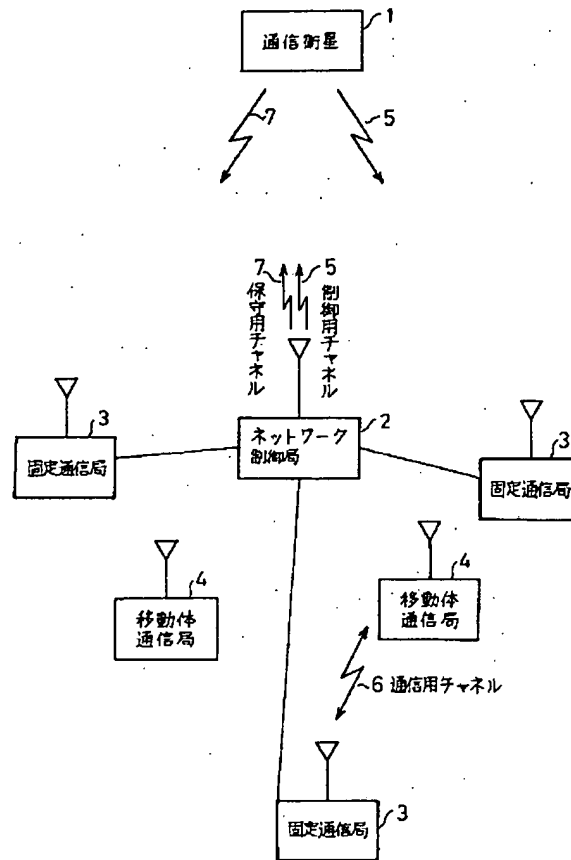 1
通信衛星
7
5
7
5
保守用チャネル
制御用チャネル
3
固定通信局
2
ネットワーク
制御局
3
固定通信局
4
移動体
通信局
4
移動体
通信局
6 通信用チャネル
3
固定通信局